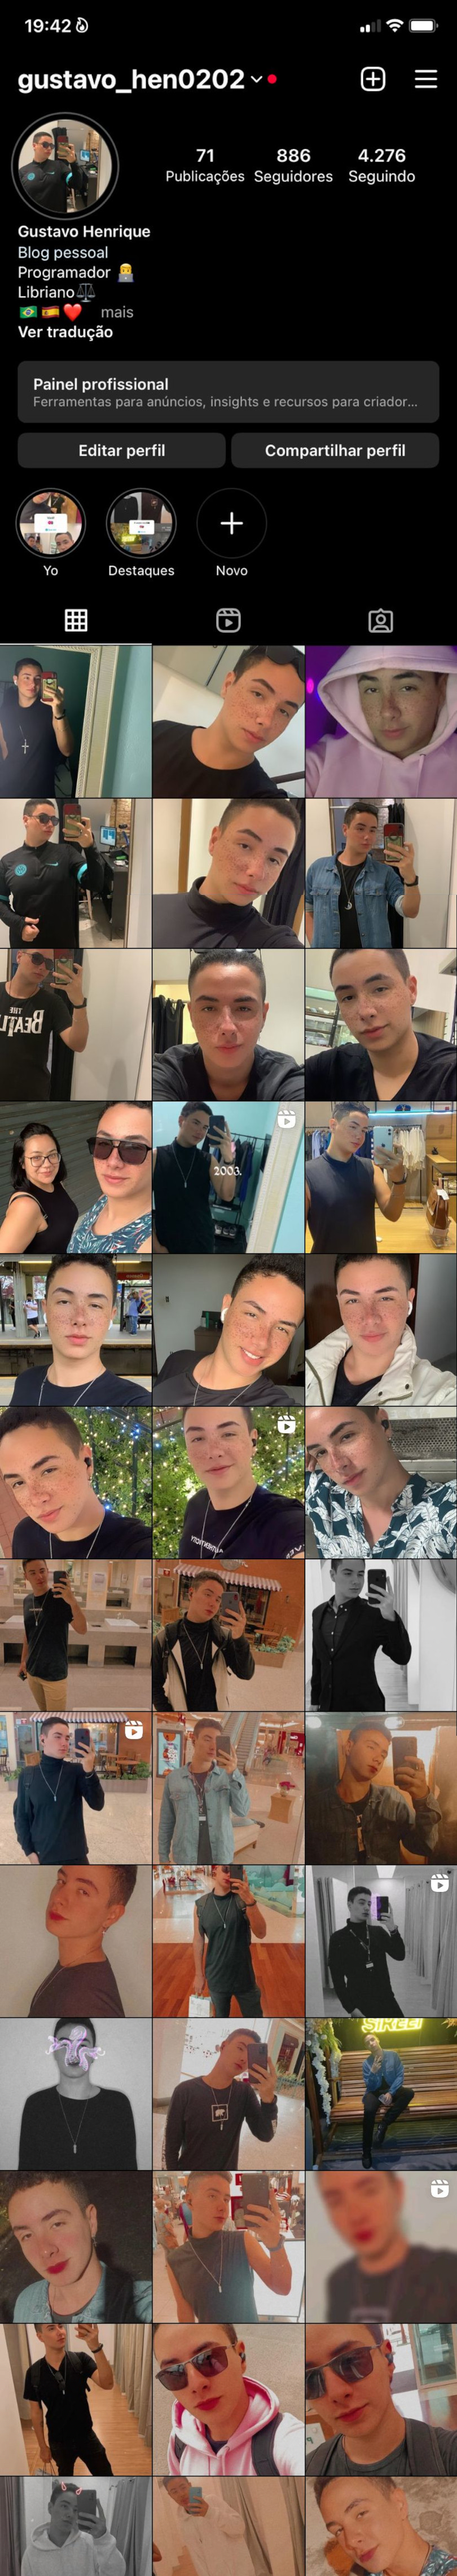 19:42
gustavo_hen0202
71
886
4.276
Publicações
Seguidores
Seguindo
Gustavo Henrique
Blog pessoal
Programador 👨‍💻
Libriano⚖️
🇧🇷 🇪🇸 ❤️ mais
Ver tradução
Painel profissional
Ferramentas para anúncios, insights e recursos para criador...
Editar perfil
Compartilhar perfil
Yo
Destaques
Novo
THE
2003.
STREET